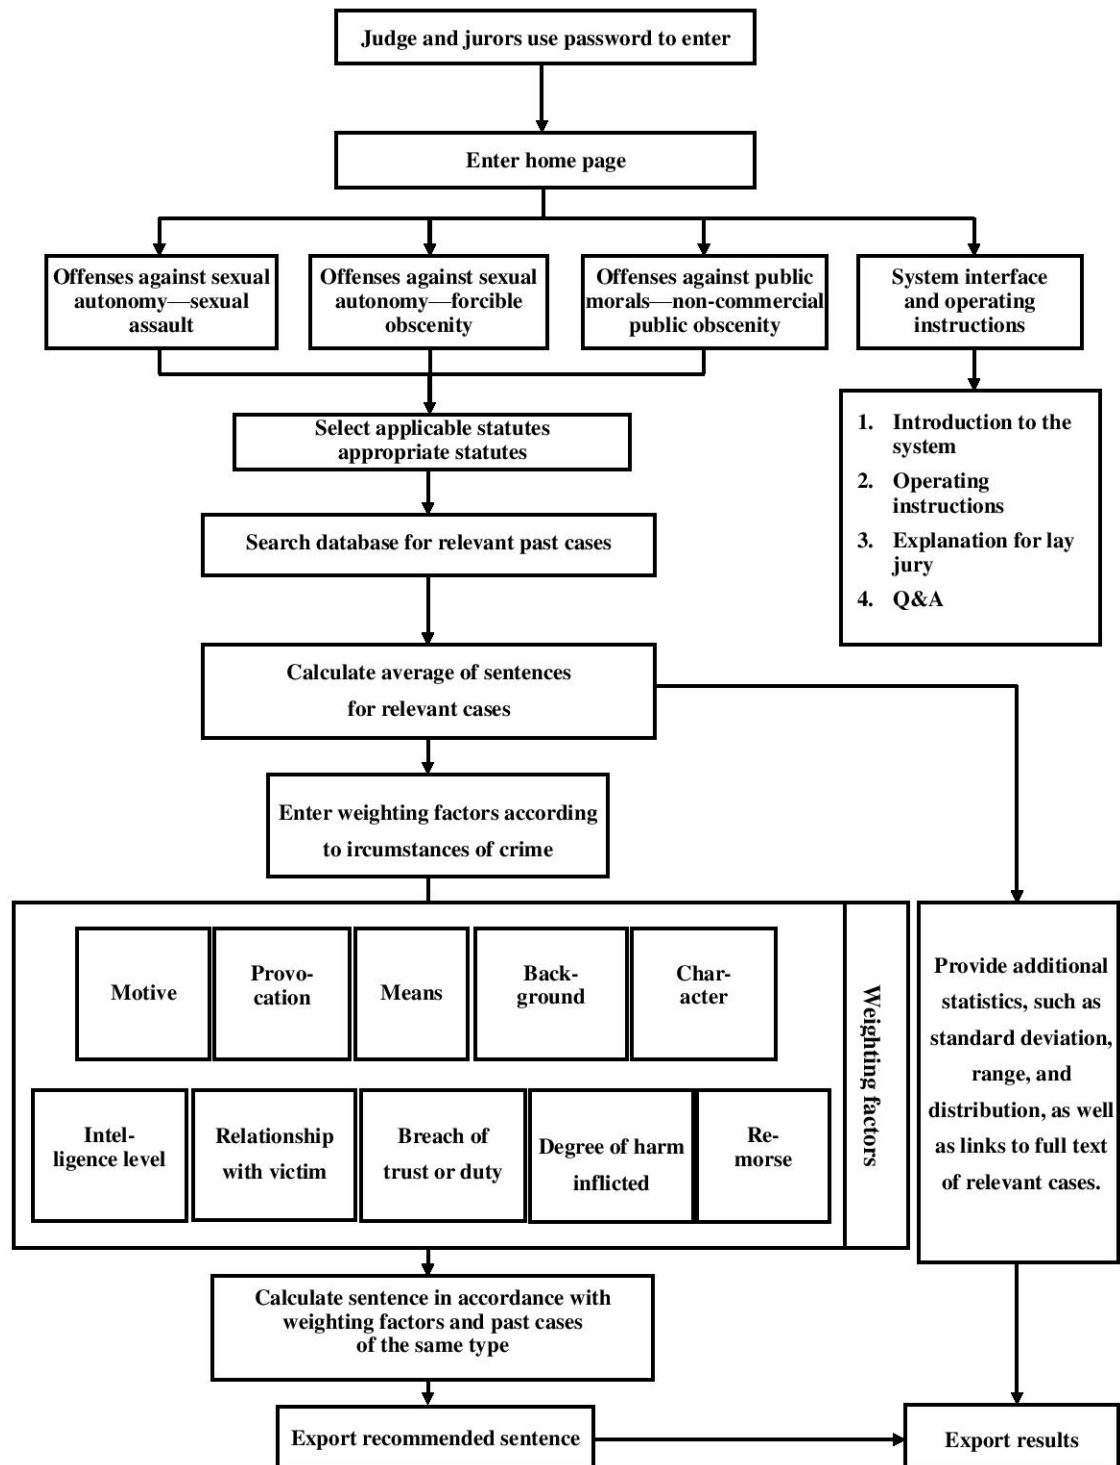 Judge and jurors use password to enter
Enter home page
Offenses against sexual
autonomy—sexual
assault
Offenses against sexual
autonomy—forcible
obscenity
Offenses against public
morals—non-commercial
public obscenity
System interface
and operating
instructions
1. Introduction to the
system
2. Operating
instructions
3. Explanation for lay
jury
4. Q&A
Select applicable statutes
appropriate statutes
Search database for relevant past cases
Calculate average of sentences
for relevant cases
Enter weighting factors according
to ircumstances of crime
Motive
Provo-
cation
Means
Back-
ground
Char-
acter
Intel-
ligence level
Relationship
with victim
Breach of
trust or duty
Degree of harm
inflicted
Re-
morse
Weighting factors
Provide additional
statistics, such as
standard deviation,
range, and
distribution, as well
as links to full text
of relevant cases.
Calculate sentence in accordance with
weighting factors and past cases
of the same type
Export recommended sentence
Export results